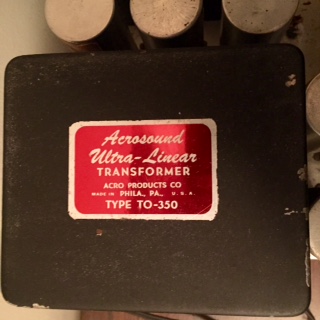 Acrosound
Ultra-Linear
TRANSFORMER
ACRO PRODUCTS CO
MADE IN PHILA., PA., U.S.A.
TYPE TO-350